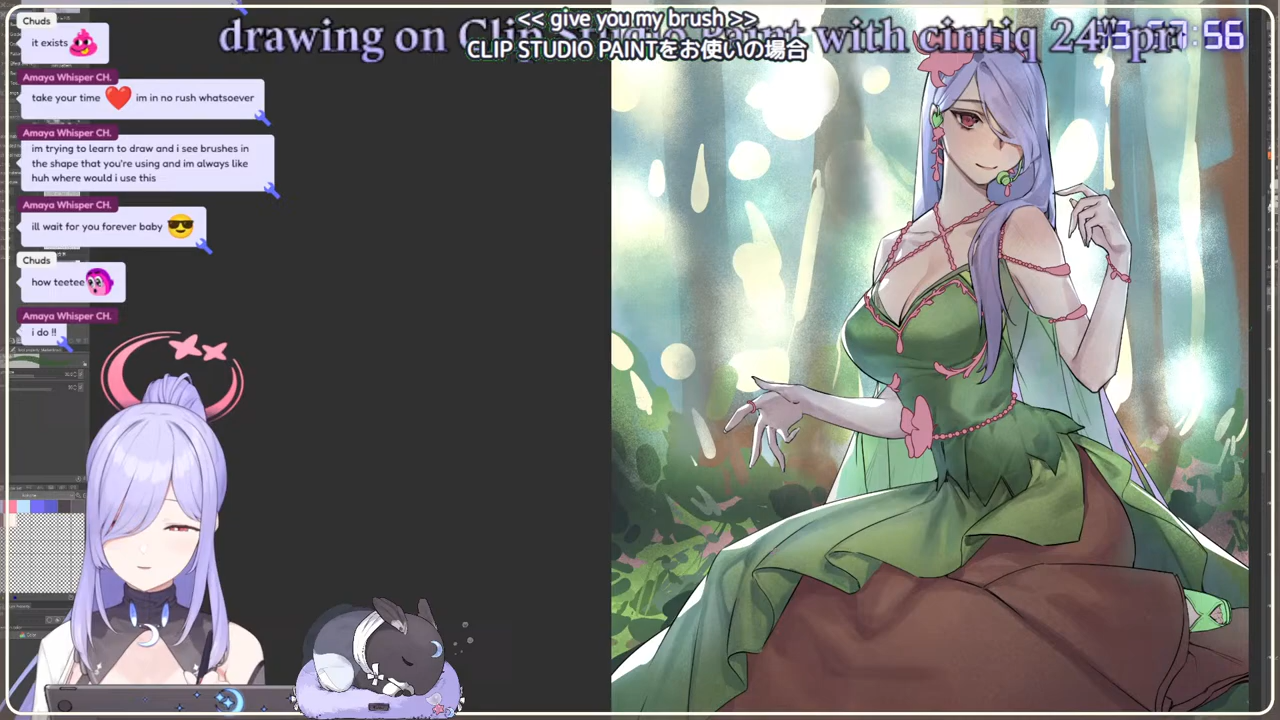 Chuds
it exists
Amaya Whisper CH.
take your time ❤️ im in no rush whatsoever
Amaya Whisper CH.
im trying to learn to draw and i see brushes in
the shape that you're using and im always like
huh where would i use this
Amaya Whisper CH.
ill wait for you forever baby 😎
Chuds
how teetee
Amaya Whisper CH.
i do !!
<< give you my brush >>
drawing on Clip Studio Paint with cintiq 24" pr
CLIP STUDIO PAINTをお使いの場合